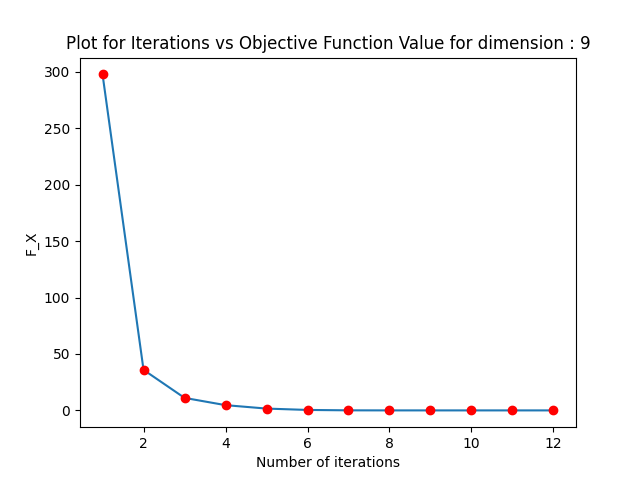 Plot for Iterations vs Objective Function Value for dimension : 9
300
250
200
150
100
50
0
F_X
2 4 6 8 10 12
Number of iterations